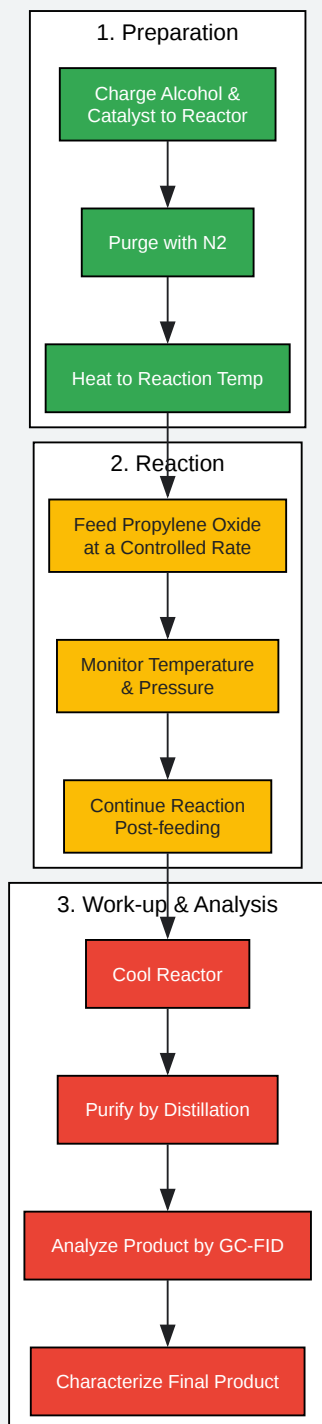 1. Preparation
Charge Alcohol &
Catalyst to Reactor
Purge with N2
Heat to Reaction Temp
2. Reaction
Feed Propylene Oxide
at a Controlled Rate
Monitor Temperature
& Pressure
Continue Reaction
Post-feeding
3. Work-up & Analysis
Cool Reactor
Purify by Distillation
Analyze Product by GC-FID
Characterize Final Product